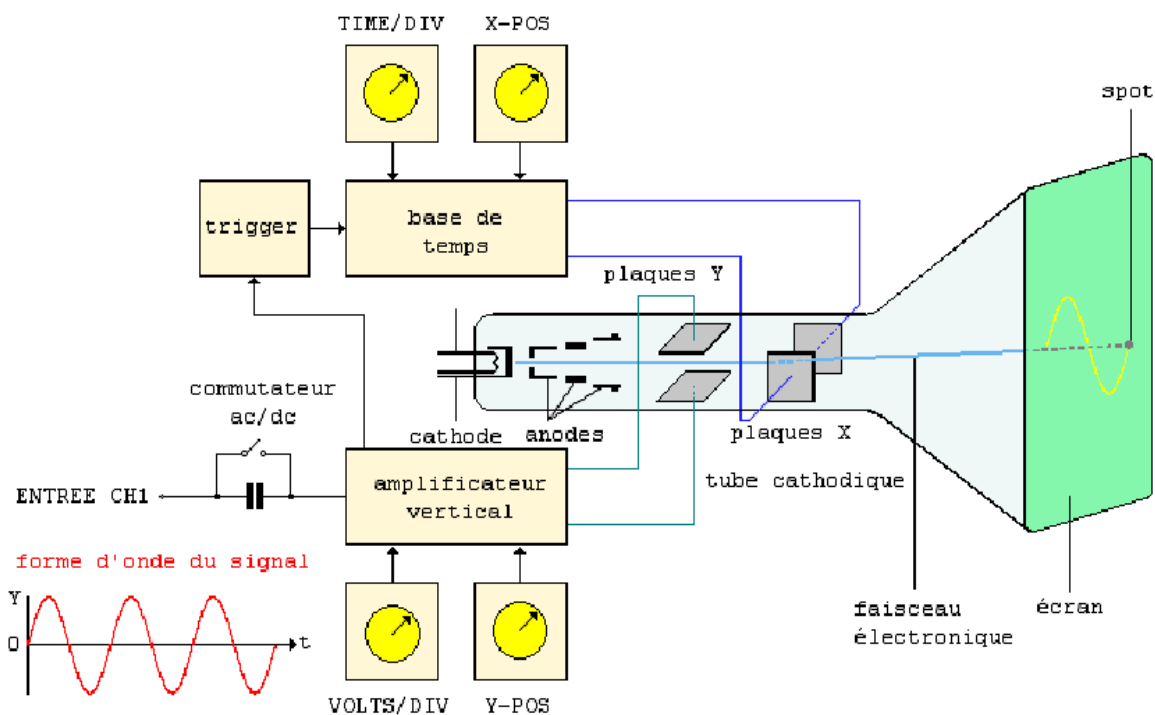 TIME/DIV
X-POS
spot
trigger
base de
temps
plaques Y
commutateur
ac/dc
cathode
anodes
plaques X
ENTREE CH1
amplificateur
vertical
tube cathodique
forme d'onde du signal
Y
0
t
faisceau
électronique
écran
VOLTS/DIV
Y-POS